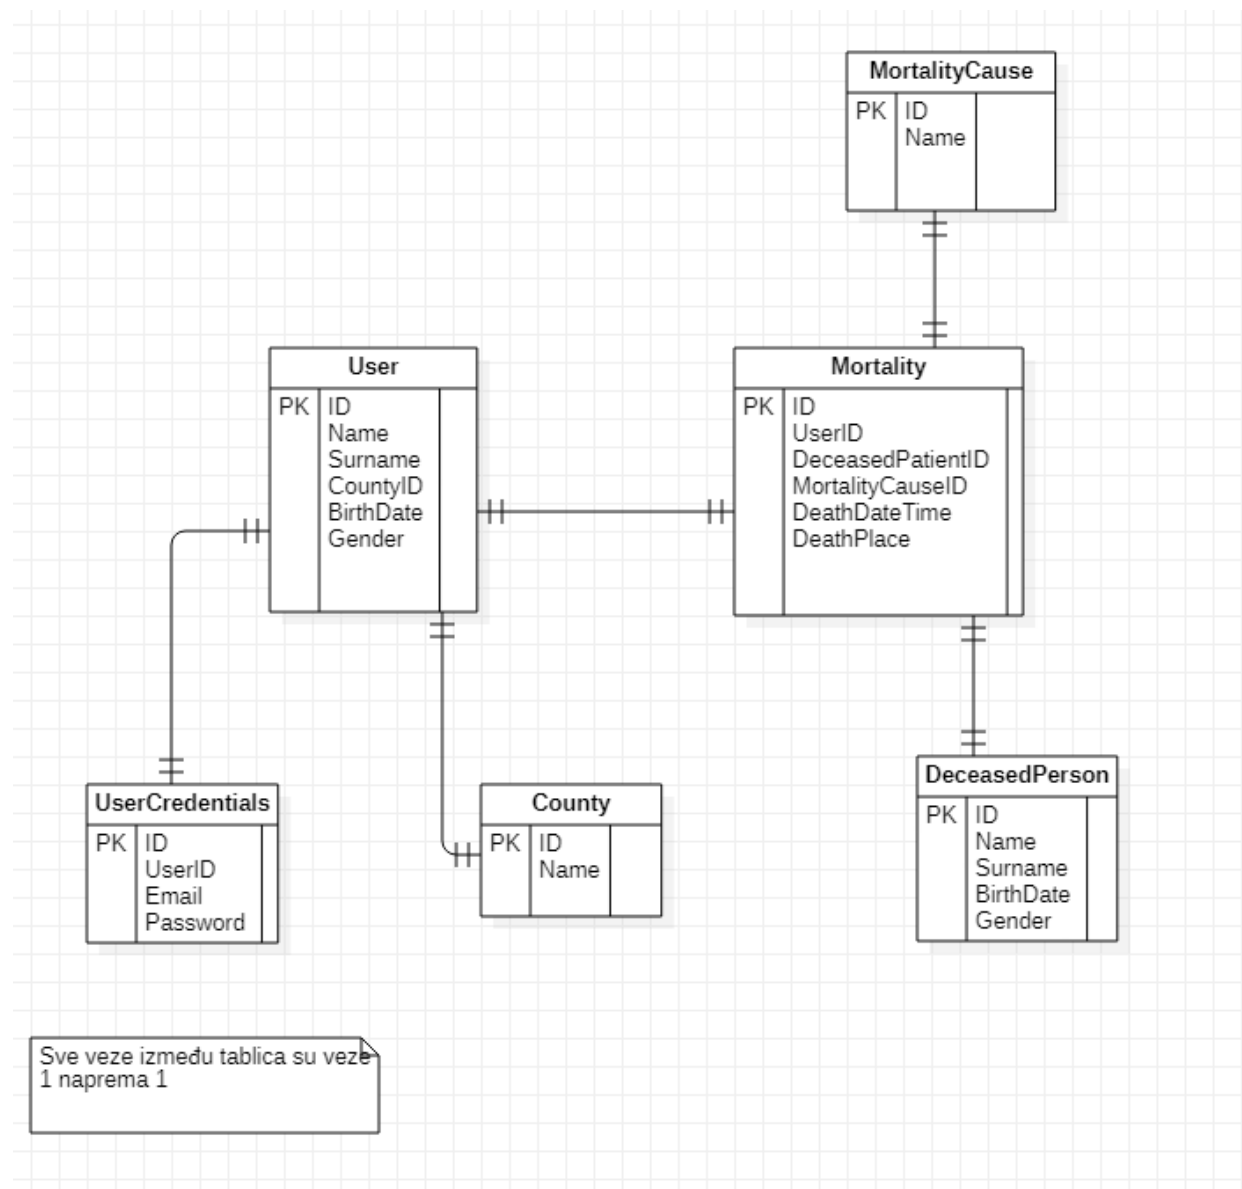 MortalityCause
PK ID
Name
User
PK ID
Name
Surname
CountyID
BirthDate
Gender
Mortality
PK ID
UserID
DeceasedPatientID
MortalityCauseID
DeathDateTime
DeathPlace
UserCredentials
PK ID
UserID
Email
Password
County
PK ID
Name
DeceasedPerson
PK ID
Name
Surname
BirthDate
Gender
Sve veze između tablica su veze
1 naprema 1